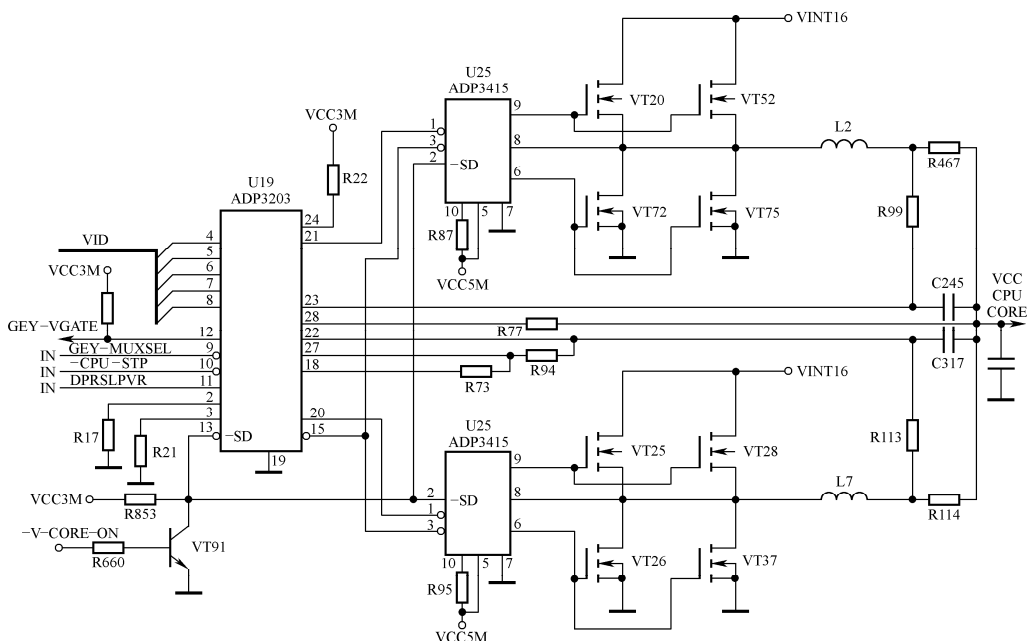 VINT16
U25
ADP3415
VCC3M
9
VT20
VT52
1
3
8
L2
2
-SD
R467
R22
6
U19
ADP3203
VT72
VT75
R99
10
5
7
24
21
R87
VID
4
5
VCC3M
6
VCC5M
7
8
C245
VCC
CPU
CORE
23
28
GEY-VGATE
12
R77
22
C317
IN
GEY-MUXSEL
9
27
R94
IN
-CPU-STP
10
18
R73
IN
DPRSLPVR
11
VINT16
2
3
20
U25
ADP3415
R17
R21
13
-SD
15
VT25
VT28
R113
19
9
L7
VCC3M
R853
2
-SD
8
R114
1
3
6
-V-CORE-ON
VT91
R660
10
5
7
VT26
VT37
R95
VCC5M